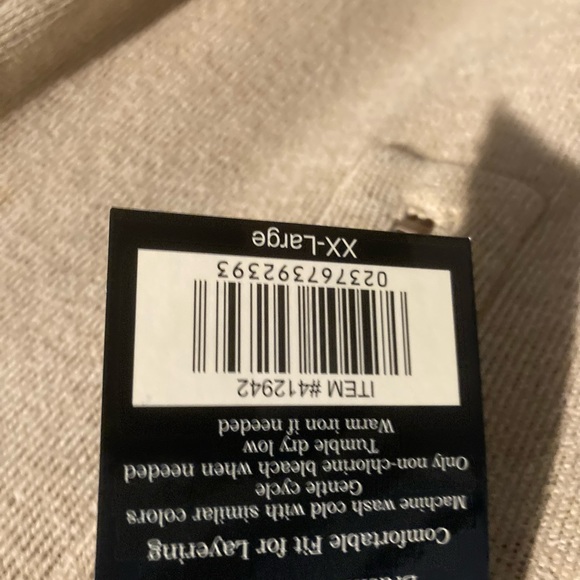 Comfortable Fit for Layering
Machine wash cold with similar colors
Gentle cycle
Only non-chlorine bleach when needed
Tumble dry low
Warm iron if needed
ITEM #412942
023767392393
XX-Large